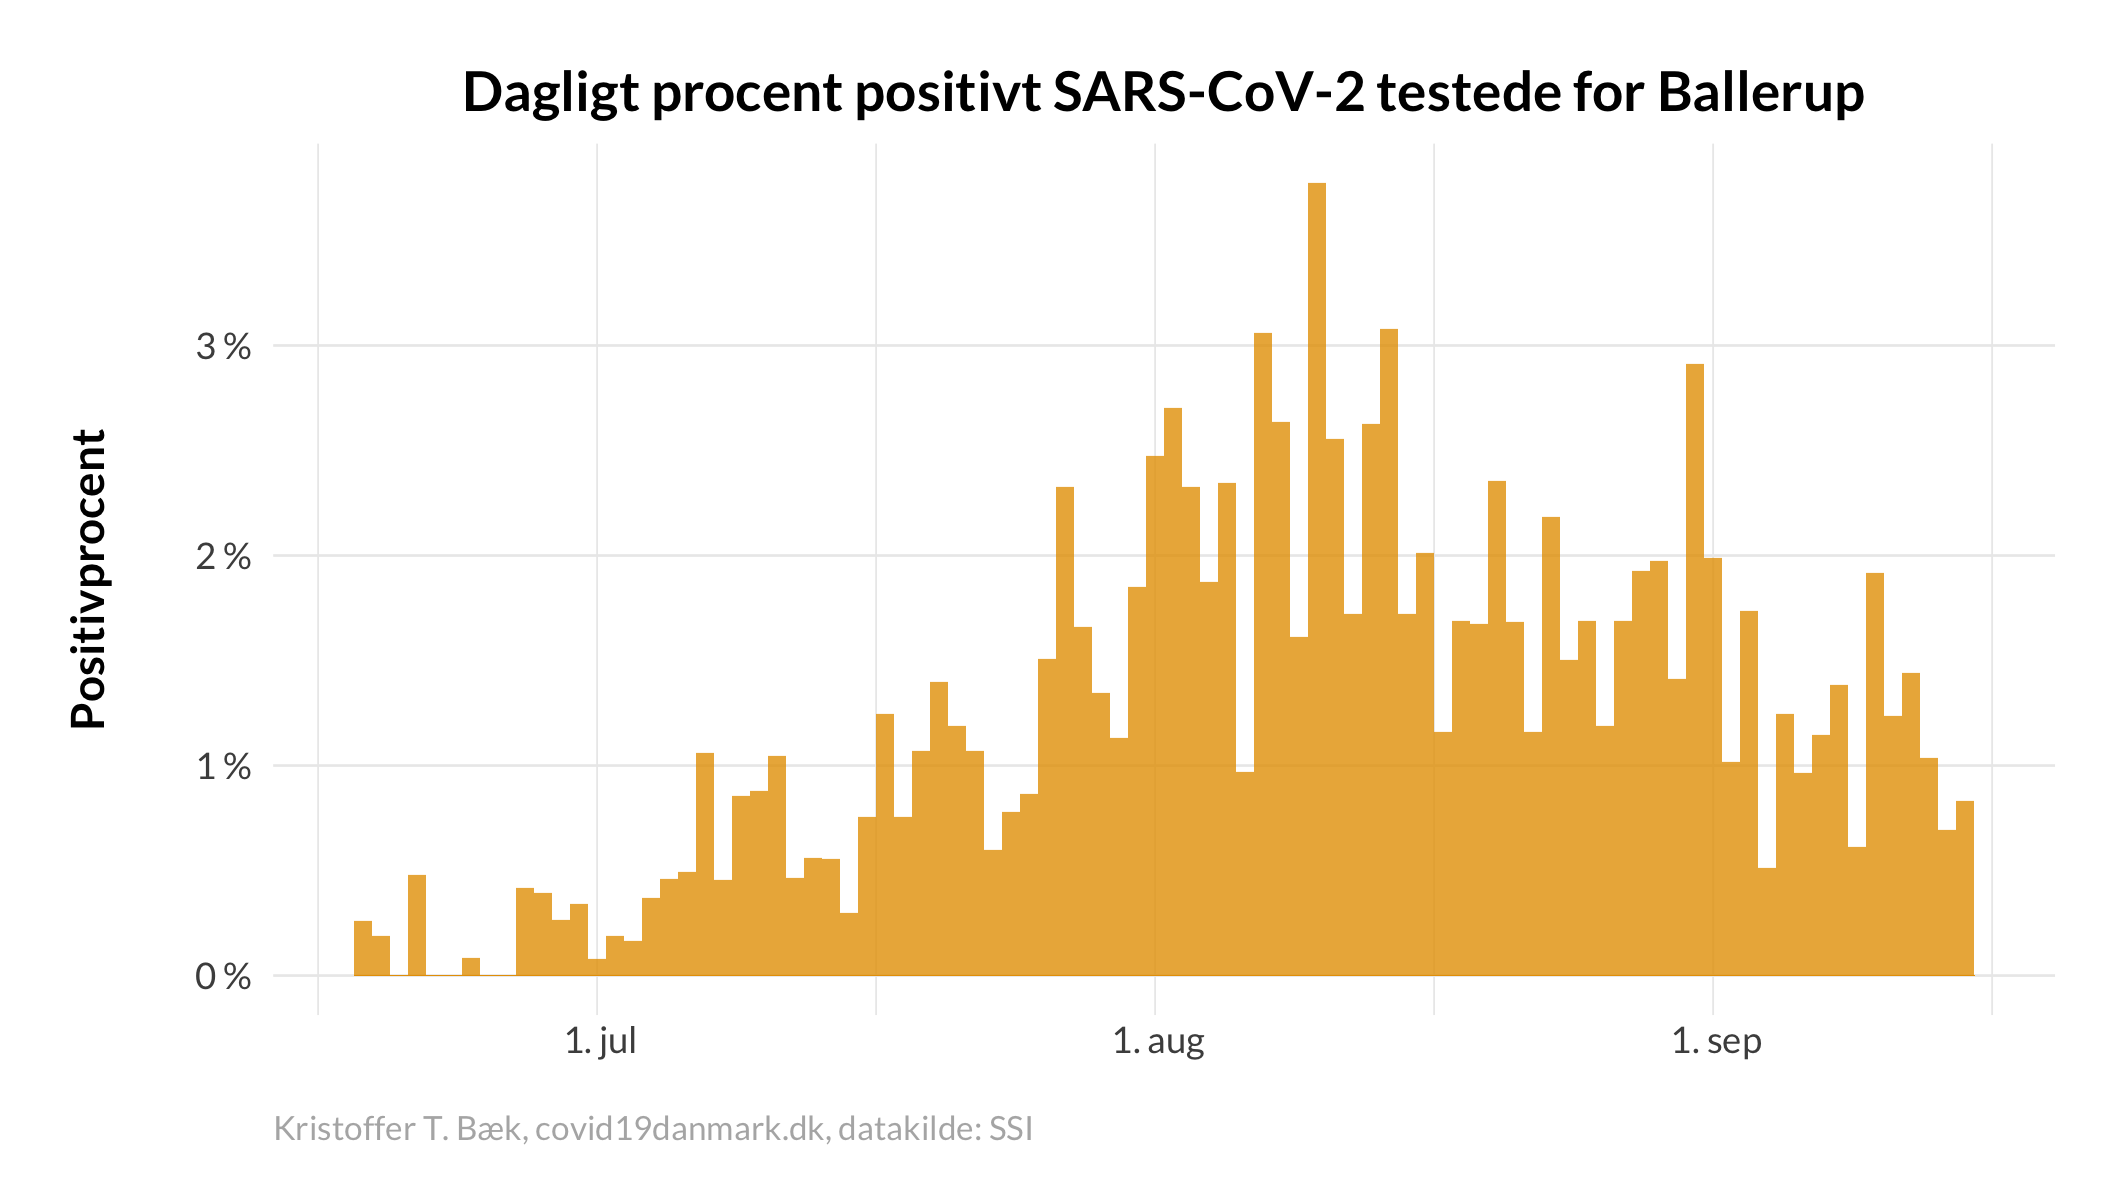 Dagligt procent positivt SARS-CoV-2 testede for Ballerup
Positivprocent
3 %
2 %
1 %
0 %
1. jul
1. aug
1. sep
Kristoffer T. Bæk, covid19danmark.dk, datakilde: SSI